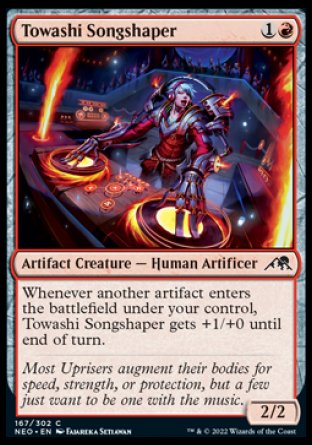 Towashi Songshaper 1
Artifact Creature — Human Artificer
Whenever another artifact enters
the battlefield under your control,
Towashi Songshaper gets +1/+0 until
end of turn.
Most Uprisers augment their bodies for
speed, strength, or protection, but a few
just want to be one with the music.
2/2
167/302 C
NEO • EN Fajareka Setiawan
™ & © 2022 Wizards of the Coast